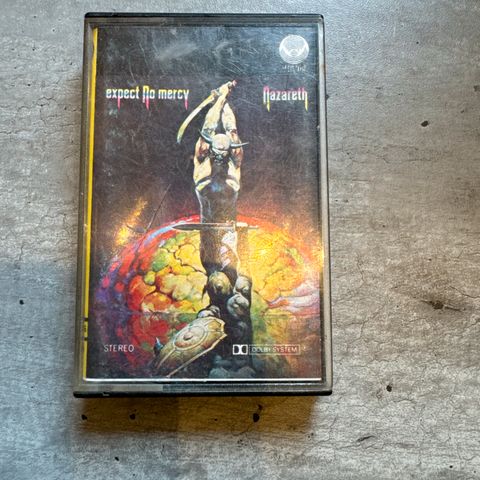 expect No mercy
Nazareth
STEREO
DOLBY SYSTEM